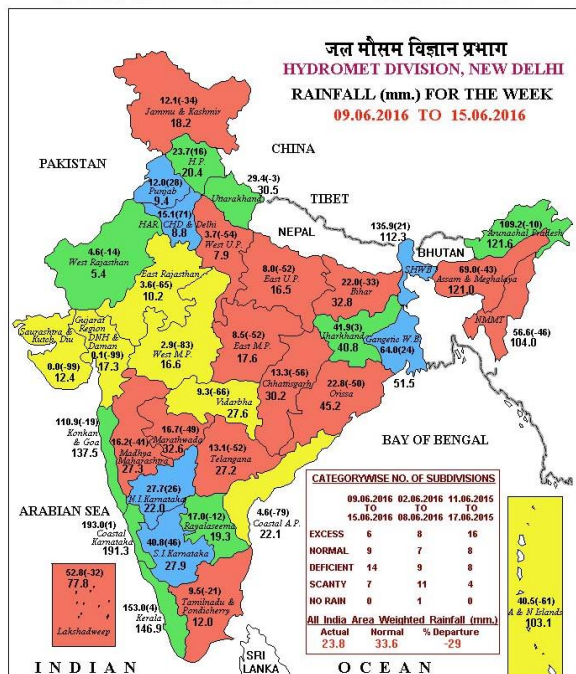 जल मौसम विज्ञान प्रभाग
HYDROMET DIVISION, NEW DELHI
RAINFALL (mm.) FOR THE WEEK
09.06.2016 TO 15.06.2016
12.1(-34)
Jammu & Kashmir
18.2
PAKISTAN
CHINA
23.7(16)
H.P.
20.4
12.0(28)
Punjab
9.4
29.4(-3)
30.5
Uttarakhand
TIBET
15.1(71)
HAR, CHD & Delhi
8.8
NEPAL
BHUTAN
3.7(-54)
West U.P.
7.9
4.6(-14)
West Rajasthan
5.4
East Rajasthan
3.6(-65)
10.2
8.0(-52)
East U.P.
16.5
22.0(-33)
Bihar
32.8
135.9(21)
112.3
SHWB
109.2(-10)
Arunachal Pradesh
121.6
69.0(-43)
Assam & Meghalaya
121.0
NMMT
56.6(-46)
104.0
Saurashtra &
Kutch, Diu
0.0(-99)
12.4
Gujarat
Region
DNH &
Daman
0.1(-99)
17.3
2.9(-83)
West M.P.
16.6
8.5(-52)
East M.P.
17.6
41.9(3)
Jharkhand
40.8
Gangetic W.B.
64.0(24)
51.5
13.3(-56)
Chhattisgarh
30.2
22.8(-50)
Orissa
45.2
9.3(-66)
Vidarbha
27.6
110.9(-19)
Konkan
& Goa
137.5
16.2(-41)
Madhya
Maharashtra
27.3
16.7(-49)
Marathwada
32.6
13.1(-52)
Telangana
27.2
BAY OF BENGAL
27.7(26)
N.I. Karnataka
22.0
17.0(-12)
Rayalaseema
19.3
4.6(-79)
Coastal A.P.
22.1
ARABIAN SEA
193.0(1)
Coastal
Karnataka
191.3
40.8(46)
S.I. Karnataka
27.9
52.8(-32)
77.8
Lakshadweep
153.0(4)
Kerala
146.9
9.5(-21)
Tamilnadu &
Pondicherry
12.0
40.5(-61)
A & N Islands
103.1
CATEGORYWISE NO. OF SUBDIVISIONS
09.06.2016 02.06.2016 11.06.2015
TO TO TO
15.06.2016 08.06.2016 17.06.2015
EXCESS 6 8 16
NORMAL 9 7 8
DEFICIENT 14 9 8
SCANTY 7 11 4
NO RAIN 0 1 0
All India Area Weighted Rainfall (mm.)
Actual Normal % Departure
23.8 33.6 -29
SRI
LANKA
INDIAN OCEAN